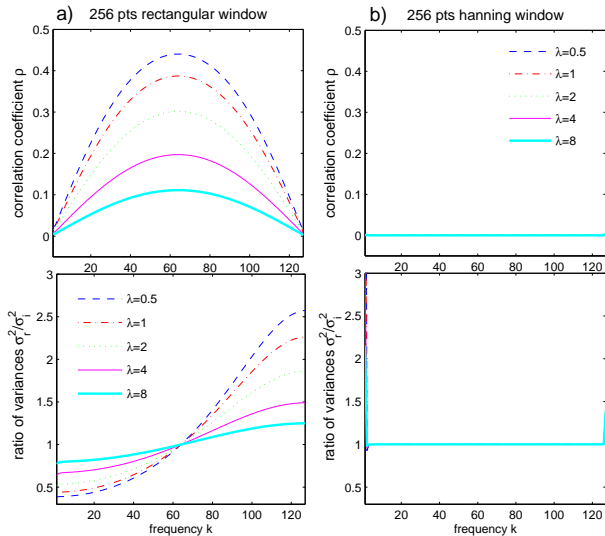 a) 256 pts rectangular window
correlation coefficient ρ
0.5
0.4
0.3
0.2
0.1
0
20 40 60 80 100 120
b) 256 pts hanning window
correlation coefficient ρ
0.5
0.4
0.3
0.2
0.1
0
λ=0.5
λ=1
λ=2
λ=4
λ=8
20 40 60 80 100 120
ratio of variances σ_r^2/σ_i^2
3
2.5
2
1.5
1
0.5
λ=0.5
λ=1
λ=2
λ=4
λ=8
20 40 60 80 100 120
frequency k
ratio of variances σ_r^2/σ_i^2
3
2.5
2
1.5
1
0.5
20 40 60 80 100 120
frequency k